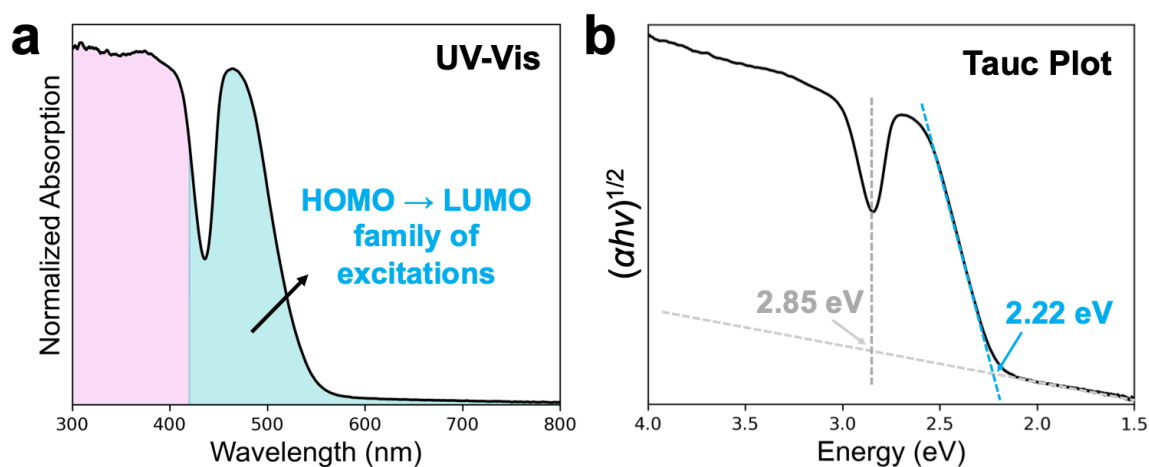 a
UV-Vis
HOMO → LUMO
family of
excitations
Normalized Absorption
300 400 500 600 700 800
Wavelength (nm)
b
Tauc Plot
2.85 eV
2.22 eV
(αhv)1/2
4.0 3.5 3.0 2.5 2.0 1.5
Energy (eV)